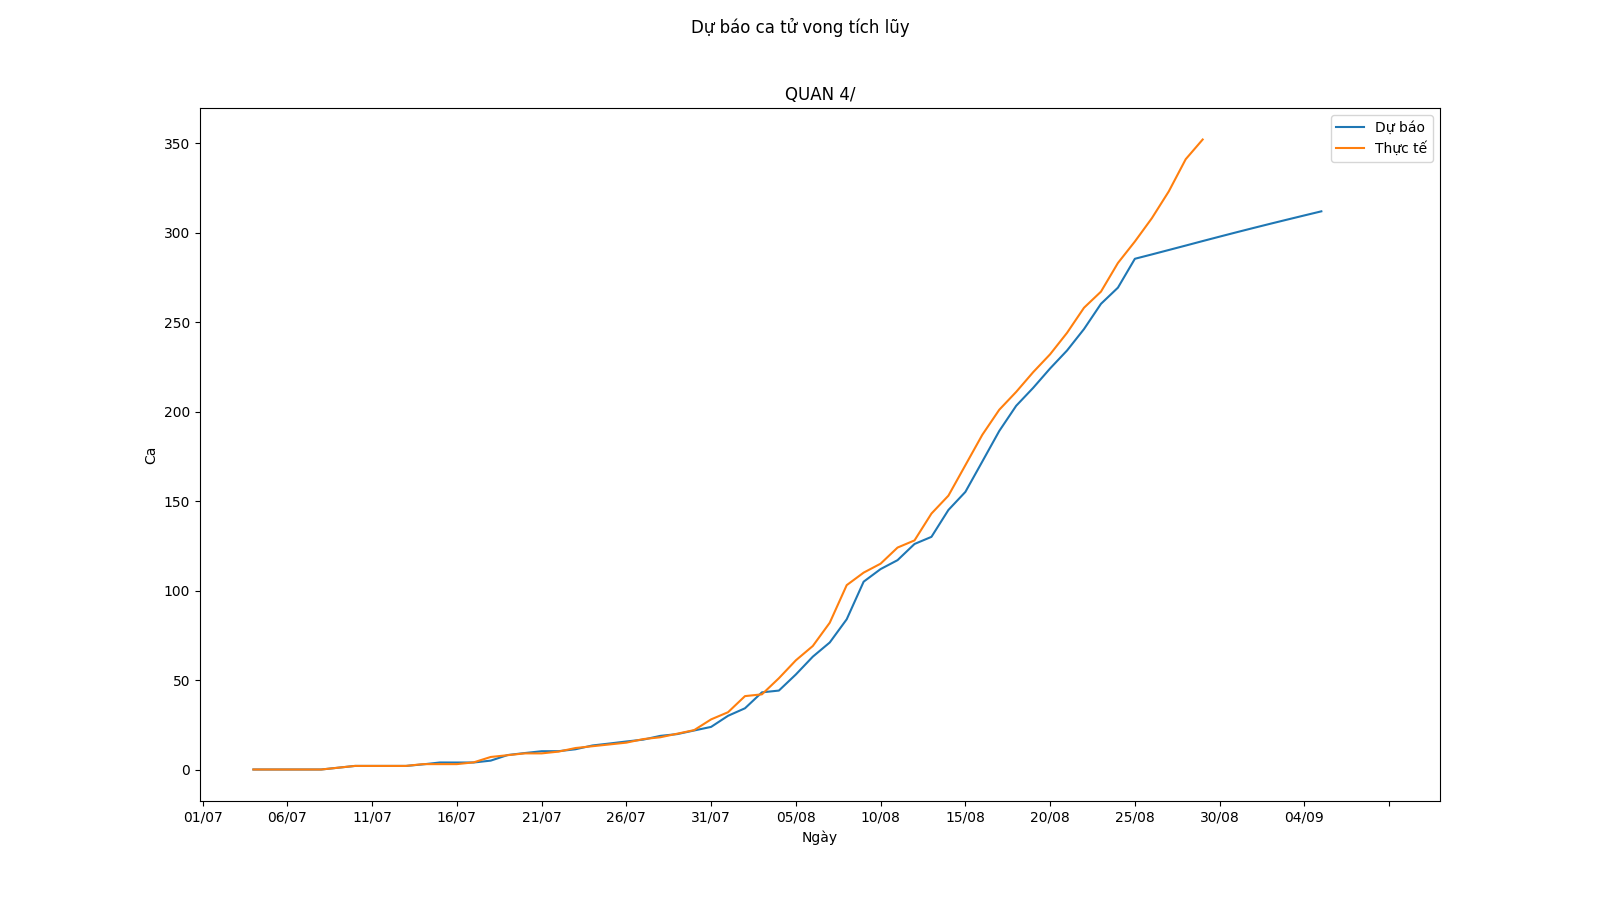 Dự báo ca tử vong tích lũy
QUAN 4/
Dự báo
Thực tế
350
300
250
200
150
100
50
0
Ca
01/07 06/07 11/07 16/07 21/07 26/07 31/07 05/08 10/08 15/08 20/08 25/08 30/08 04/09
Ngày